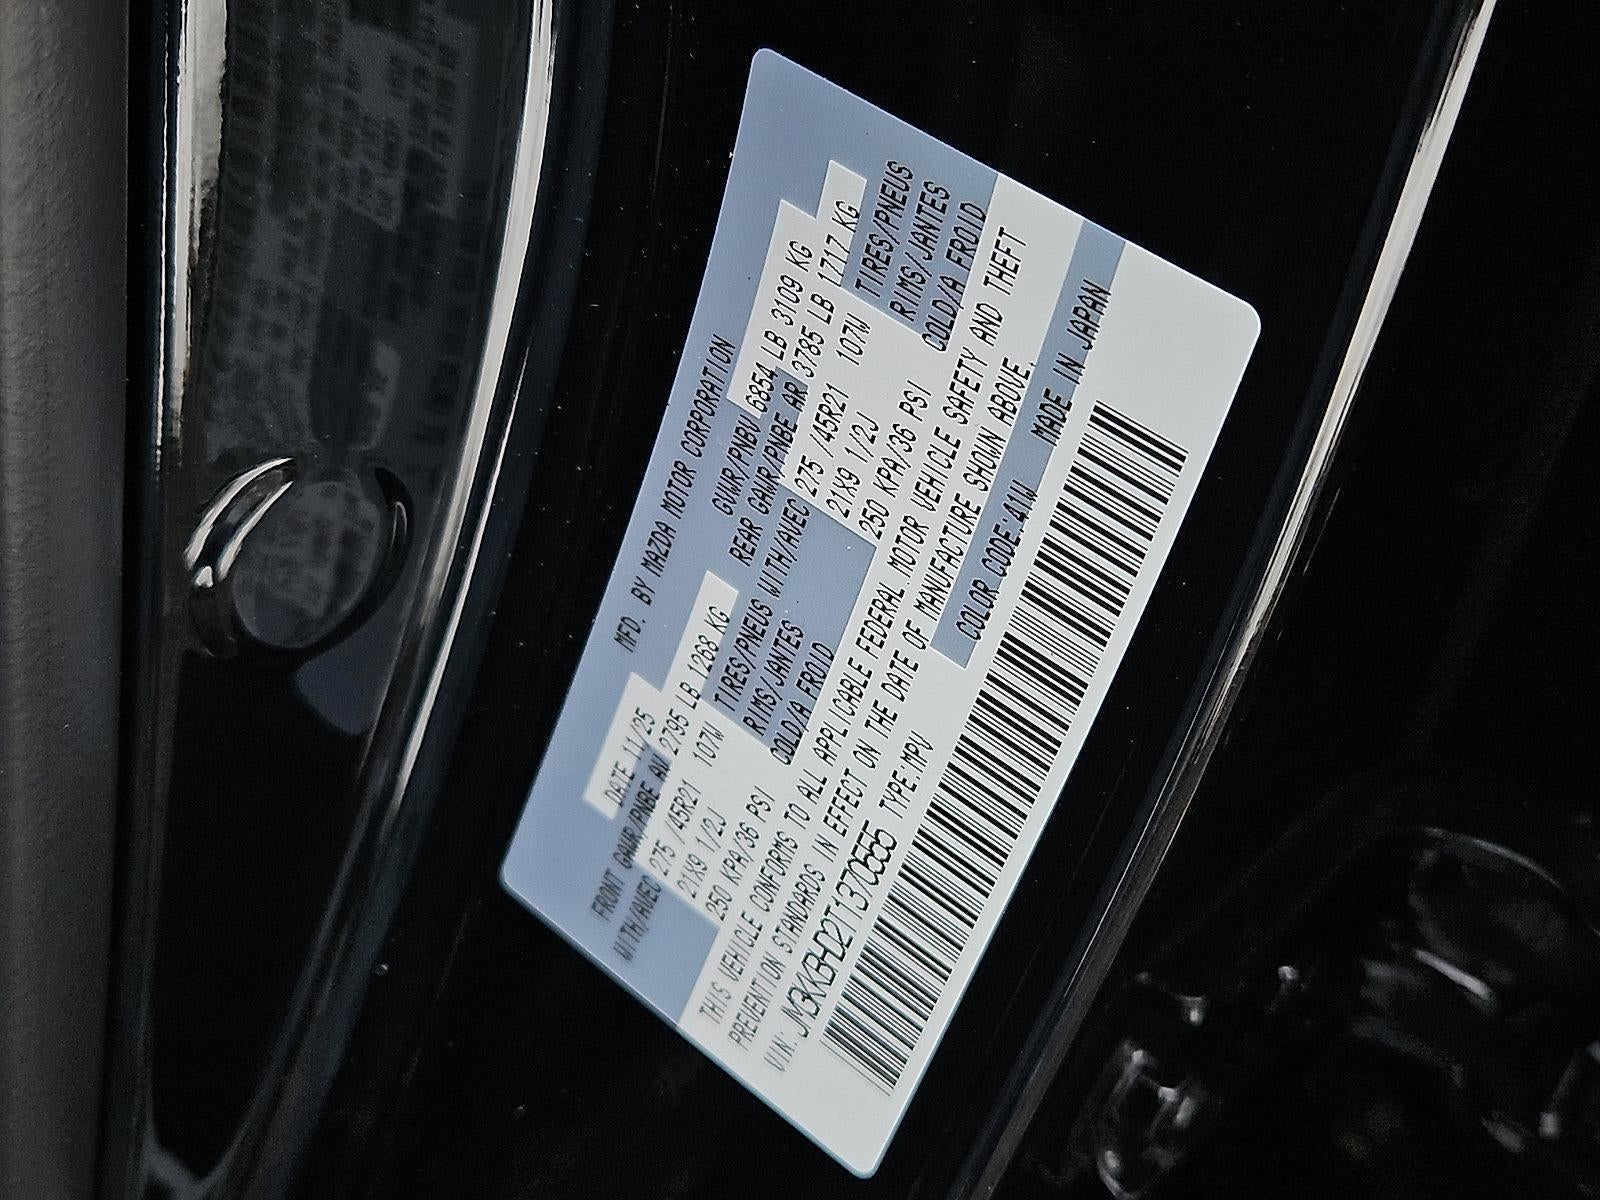 MFD. BY MAZDA MOTOR CORPORATION
DATE 11/25 GVWR/PNBV 6854 LB 3109 KG
FRONT GAWR/PNBE AV 2795 LB 1268 KG REAR GAWR/PNBE AR 3785 LB 1717 KG
WITH/AVEC 275 /45R21 107W TIRES/PNEUS WITH/AVEC 275 /45R21 107W TIRES/PNEUS
21X9 1/2J RIMS/JANTES 21X9 1/2J RIMS/JANTES
250 KPA/36 PSI COLD/A FROID 250 KPA/36 PSI COLD/A FROID
THIS VEHICLE CONFORMS TO ALL APPLICABLE FEDERAL MOTOR VEHICLE SAFETY AND THEFT
PREVENTION STANDARDS IN EFFECT ON THE DATE OF MANUFACTURE SHOWN ABOVE.
VIN: JM3KKBHD2T1370555 TYPE:MPV COLOR CODE:41W MADE IN JAPAN